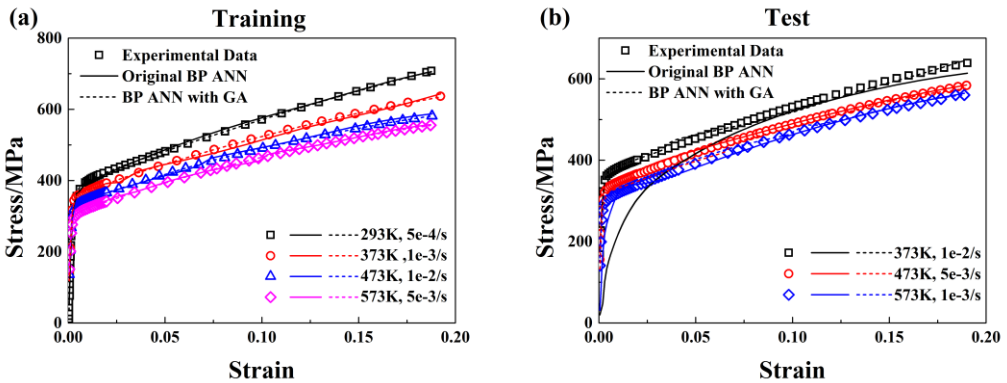 (a)
Training
Stress/MPa
800
600
400
200
0
0.00
0.05
0.10
0.15
0.20
Strain
Experimental Data
Original BP ANN
BP ANN with GA
293K, 5e-4/s
373K ,1e-3/s
473K, 1e-2/s
573K, 5e-3/s
(b)
Test
Stress/MPa
600
400
200
0
0.00
0.05
0.10
0.15
0.20
Strain
Experimental Data
Original BP ANN
BP ANN with GA
373K, 1e-2/s
473K, 5e-3/s
573K, 1e-3/s